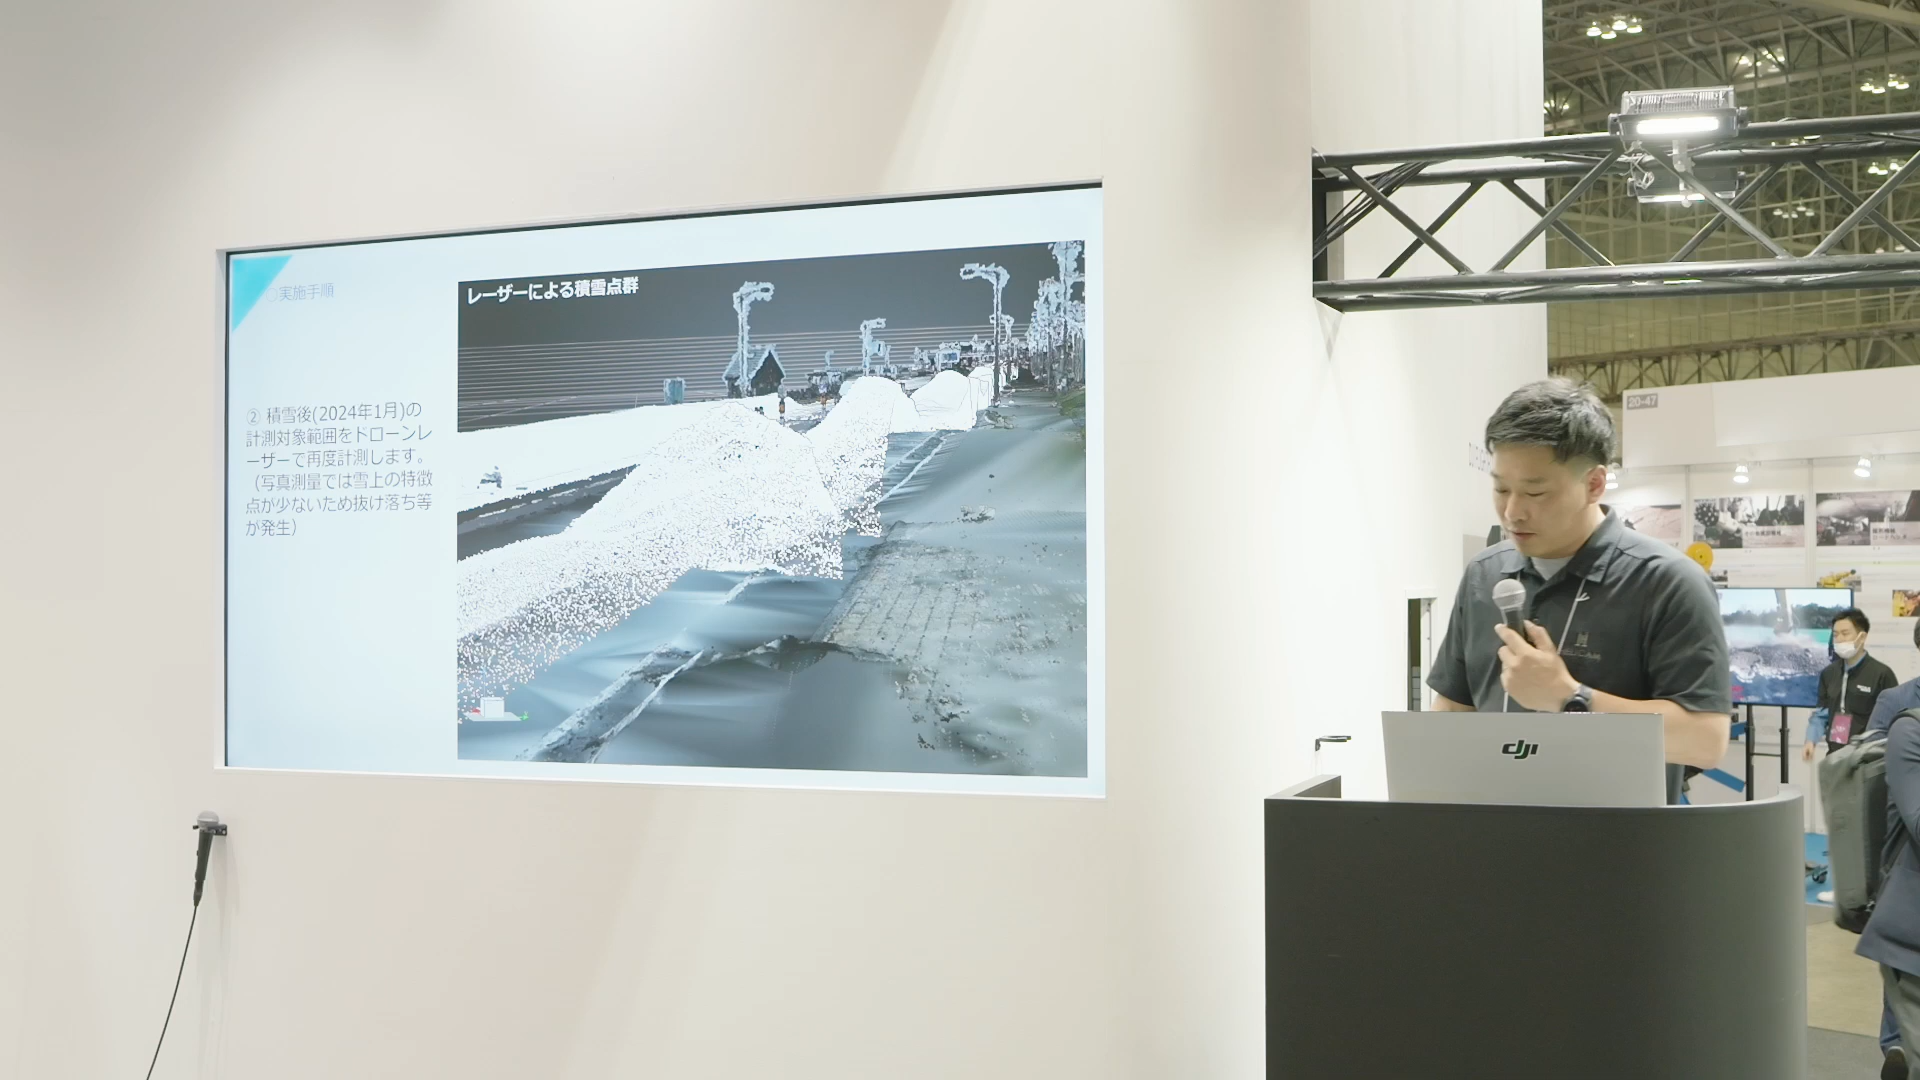 ○実施手順
レーザーによる積雪点群
② 積雪後(2024年1月)の
計測対象範囲をドローンレ
ーザーで再度計測します。
（写真測量では雪上の特徴
点が少ないため抜け落ち等
が発生）
dji
20-47